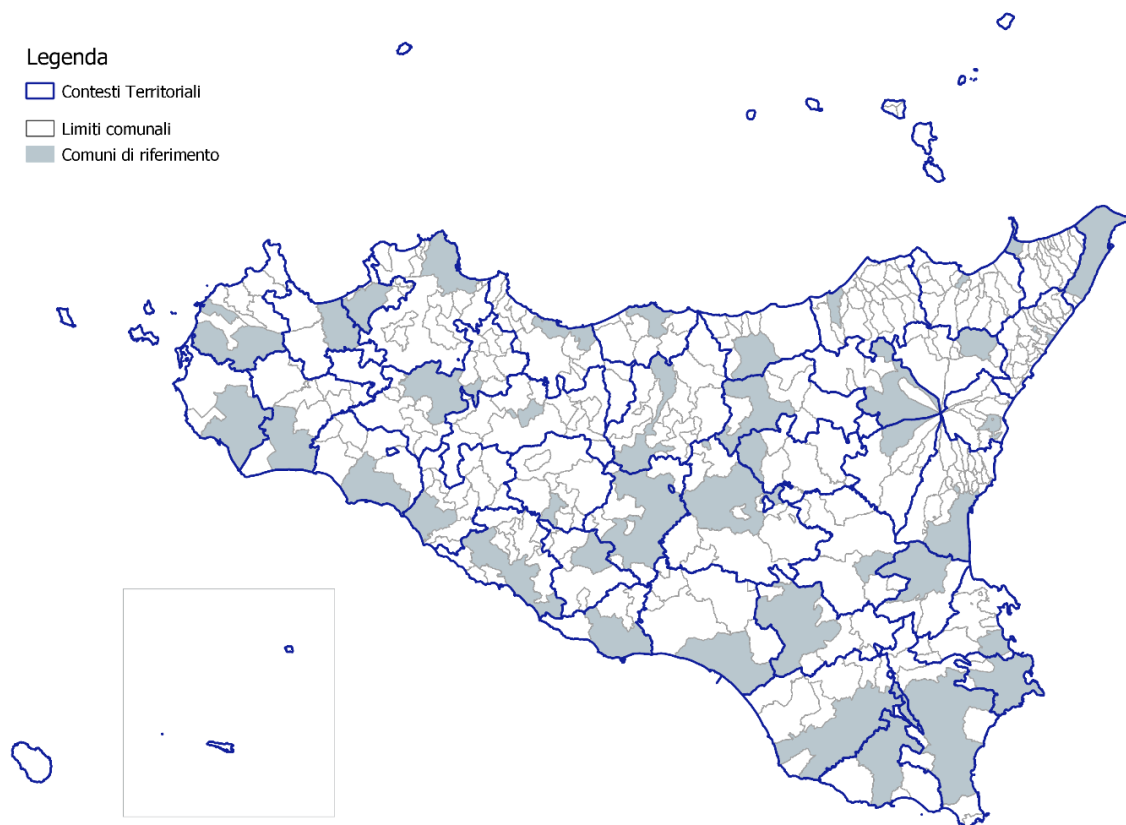 Legenda
Contesti Territoriali
Limiti comunali
Comuni di riferimento